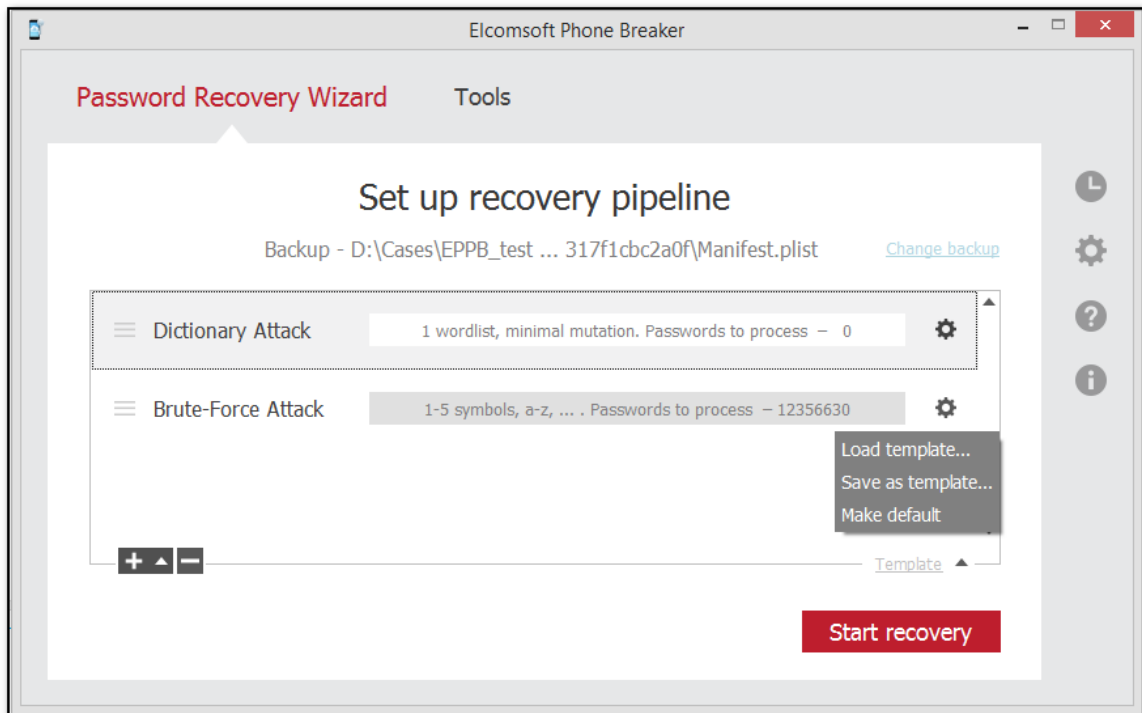 Elcomsoft Phone Breaker
Password Recovery Wizard Tools
Set up recovery pipeline
Backup - D:\Cases\EPPB_test ... 317f1cbc2a0f\Manifest.plist Change backup
Dictionary Attack 1 wordlist, minimal mutation. Passwords to process – 0
Brute-Force Attack 1-5 symbols, a-z, ... . Passwords to process – 12356630
Load template...
Save as template...
Make default
Template
Start recovery